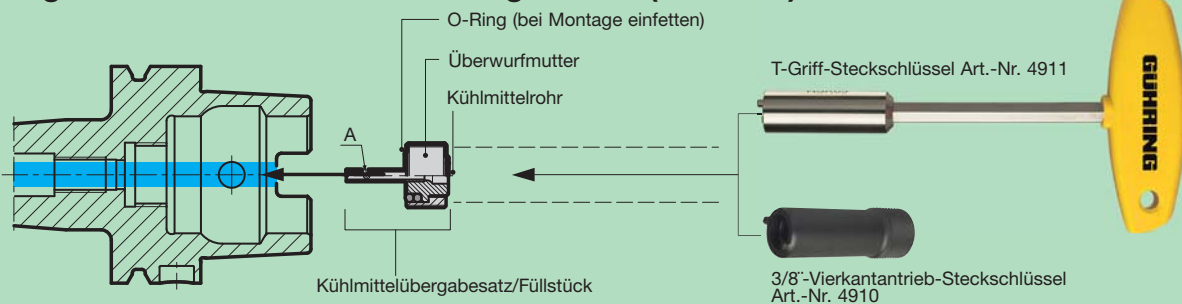 O-Ring (bei Montage einfetten)
Überwurfmutter
Kühlmittelrohr
A
T-Griff-Steckschlüssel Art.-Nr. 4911
GÜHRING
Kühlmittelübergabesatz/Füllstück
3/8¨-Vierkantantrieb-Steckschlüssel
Art.-Nr. 4910